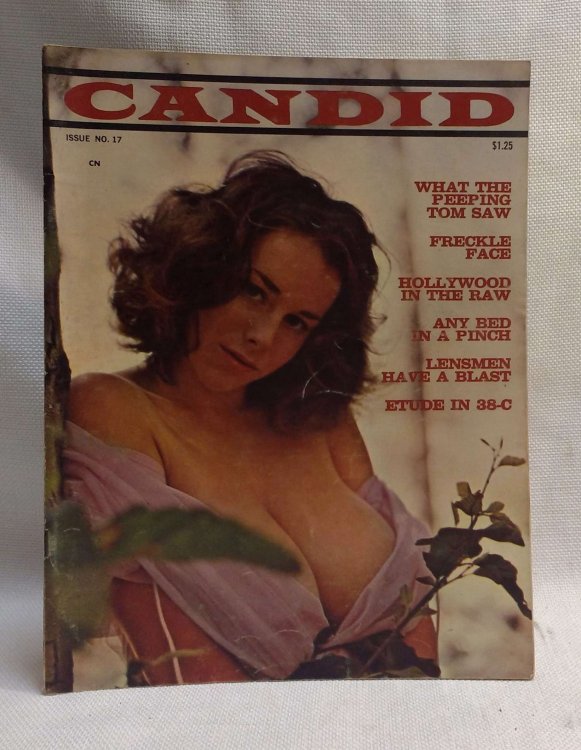 CANDID
ISSUE NO. 17
$1.25
CN
WHAT THE
PEEPING
TOM SAW
FRECKLE
FACE
HOLLYWOOD
IN THE RAW
ANY BED
IN A PINCH
LENSMEN
HAVE A BLAST
ETUDE IN 38-C